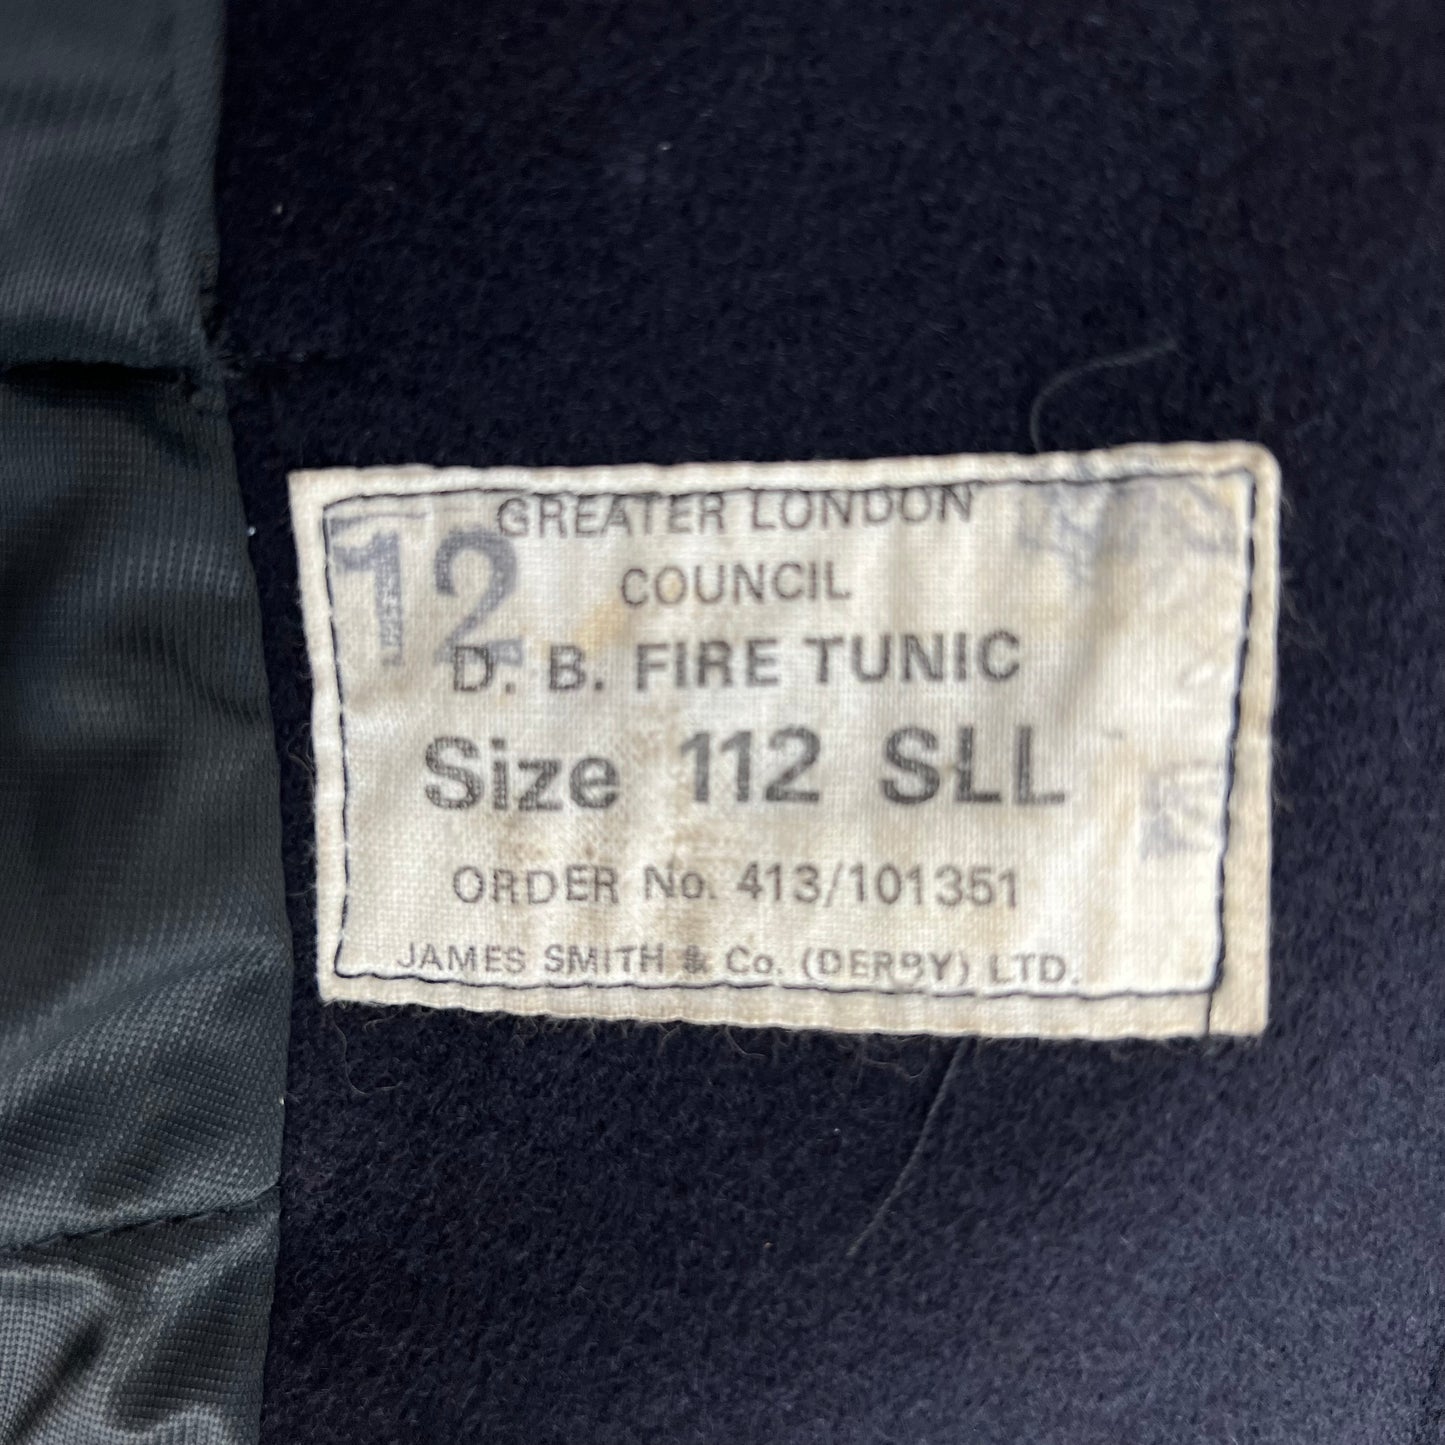 GREATER LONDON
COUNCIL
12
D. B. FIRE TUNIC
Size 112 SLL
ORDER No. 413/101351
JAMES SMITH & Co. (DERBY) LTD.